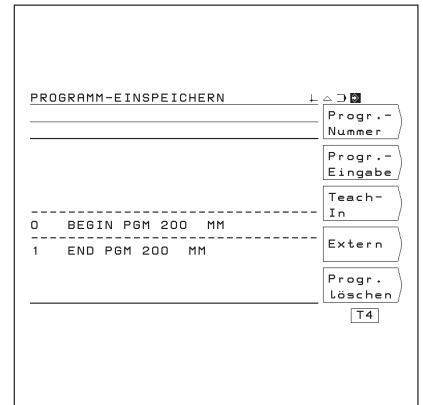 PROGRAMM-EINSPEICHERN
Progr.-
Nummer
Progr.-
Eingabe
Teach-
In
0 BEGIN PGM 200 MM
Extern
1 END PGM 200 MM
Progr.
löschen
T4